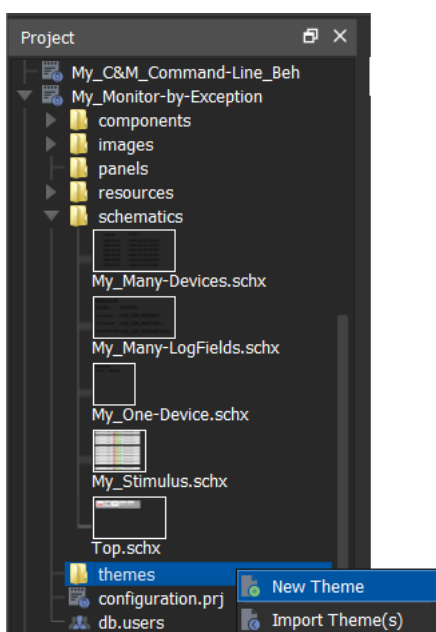 Project
My_C&M_Command-Line_Beh
My_Monitor-by-Exception
components
images
panels
resources
schematics
My_Many-Devices.schx
My_Many-LogFields.schx
My_One-Device.schx
My_Stimulus.schx
Top.schx
themes
New Theme
configuration.prj
Import Theme(s)
db.users